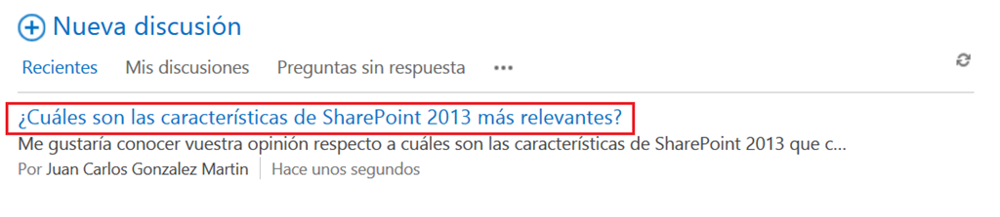 Nueva discusión
Recientes Mis discusiones Preguntas sin respuesta ...
¿Cuáles son las características de SharePoint 2013 más relevantes?
Me gustaría conocer vuestra opinión respecto a cuáles son las características de SharePoint 2013 que c...
Por Juan Carlos Gonzalez Martin Hace unos segundos